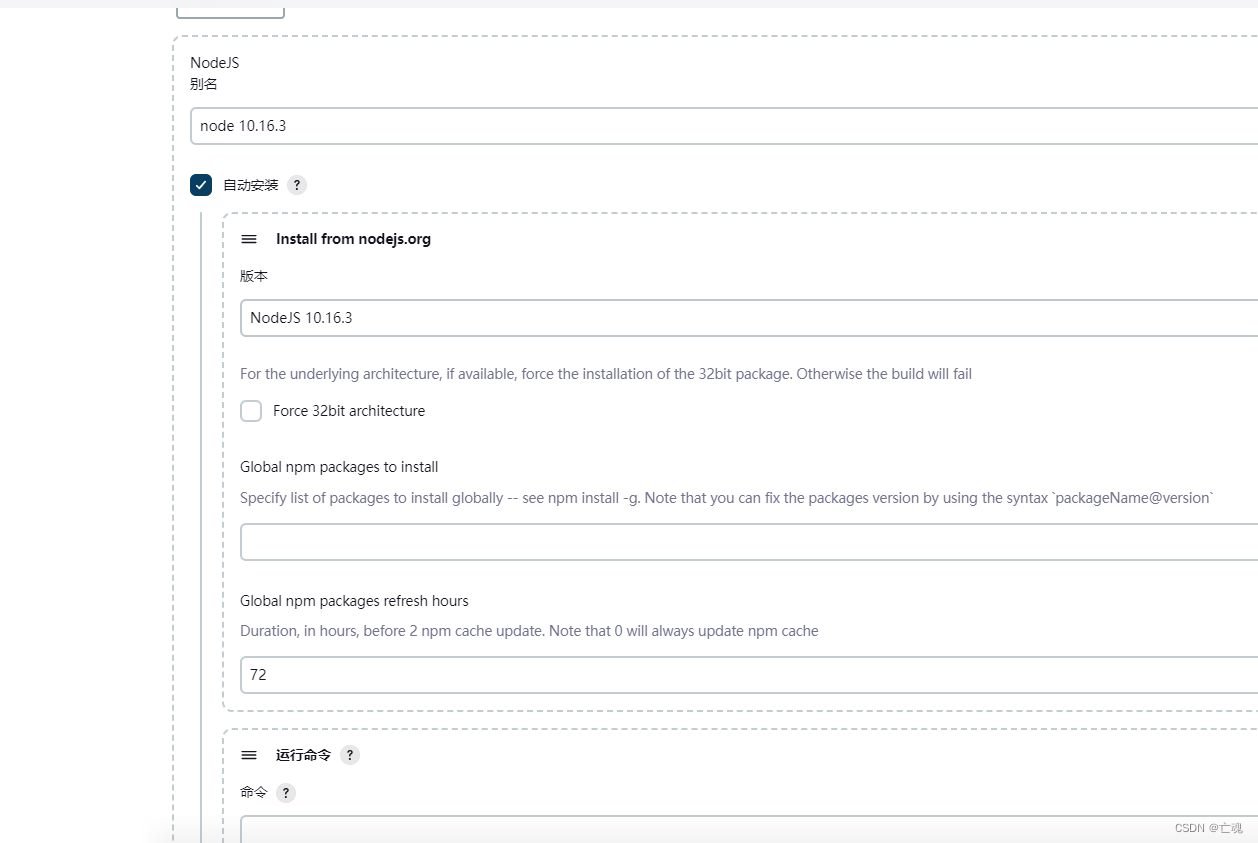 NodeJS
别名
node 10.16.3
自动安装 ?
Install from nodejs.org
版本
NodeJS 10.16.3
For the underlying architecture, if available, force the installation of the 32bit package. Otherwise the build will fail
Force 32bit architecture
Global npm packages to install
Specify list of packages to install globally -- see npm install -g. Note that you can fix the packages version by using the syntax `packageName@version`
Global npm packages refresh hours
Duration, in hours, before 2 npm cache update. Note that 0 will always update npm cache
72
运行命令 ?
命令 ?
CSDN @亡魂